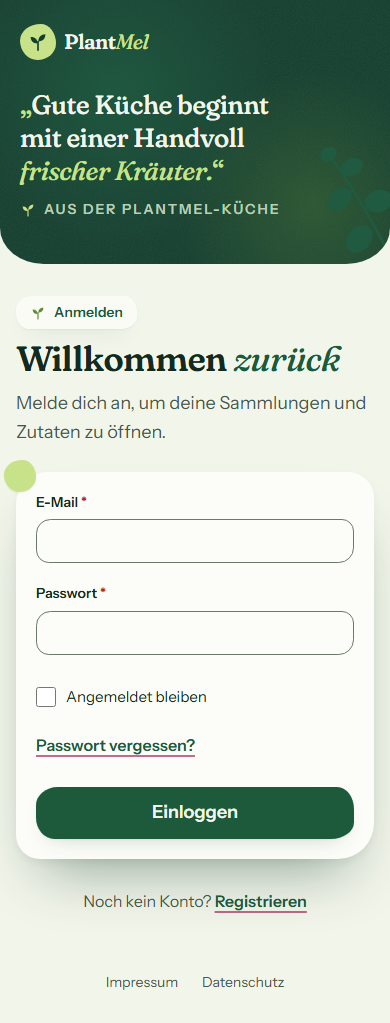 PlantMel
„Gute Küche beginnt
mit einer Handvoll
frischer Kräuter.“
AUS DER PLANTMEL-KÜCHE
Anmelden
Willkommen zurück
Melde dich an, um deine Sammlungen und
Zutaten zu öffnen.
E-Mail *
Passwort *
Angemeldet bleiben
Passwort vergessen?
Einloggen
Noch kein Konto? Registrieren
Impressum Datenschutz